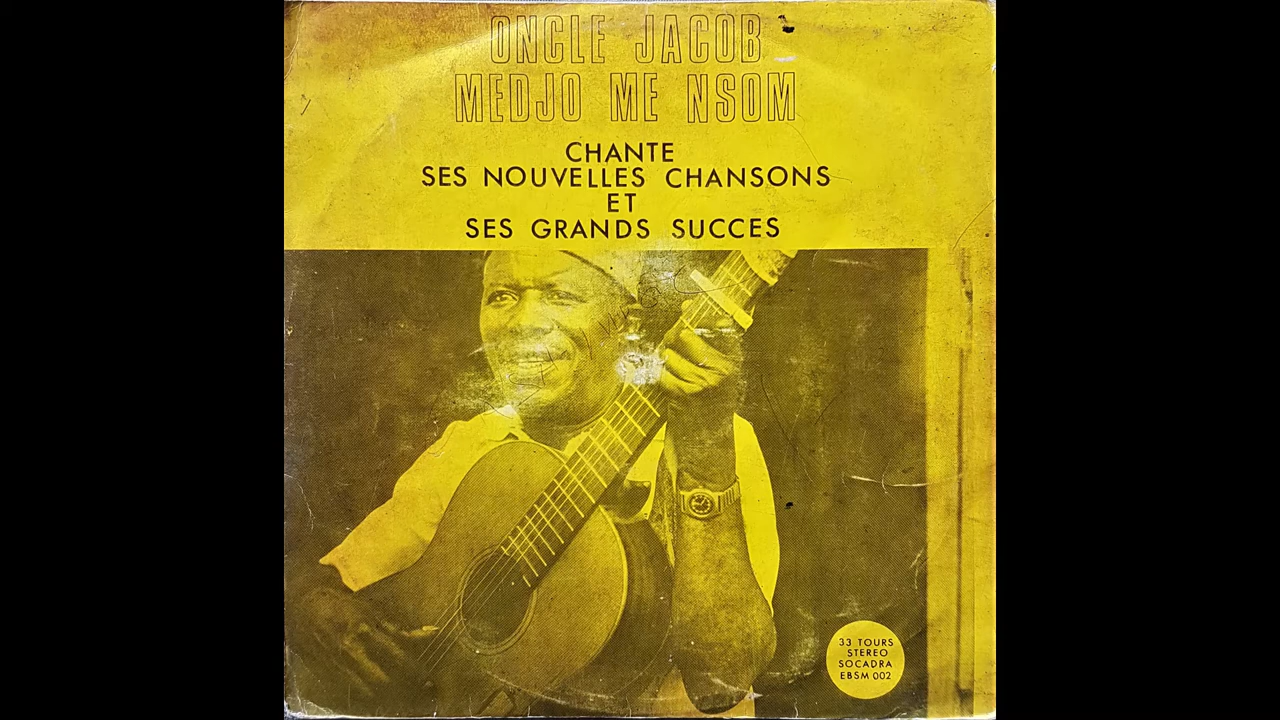 ONCLE JACOB
MEDJO ME NSOM
CHANTE
SES NOUVELLES CHANSONS
ET
SES GRANDS SUCCES
33 TOURS
STEREO
SOCADRA
EBSM 002